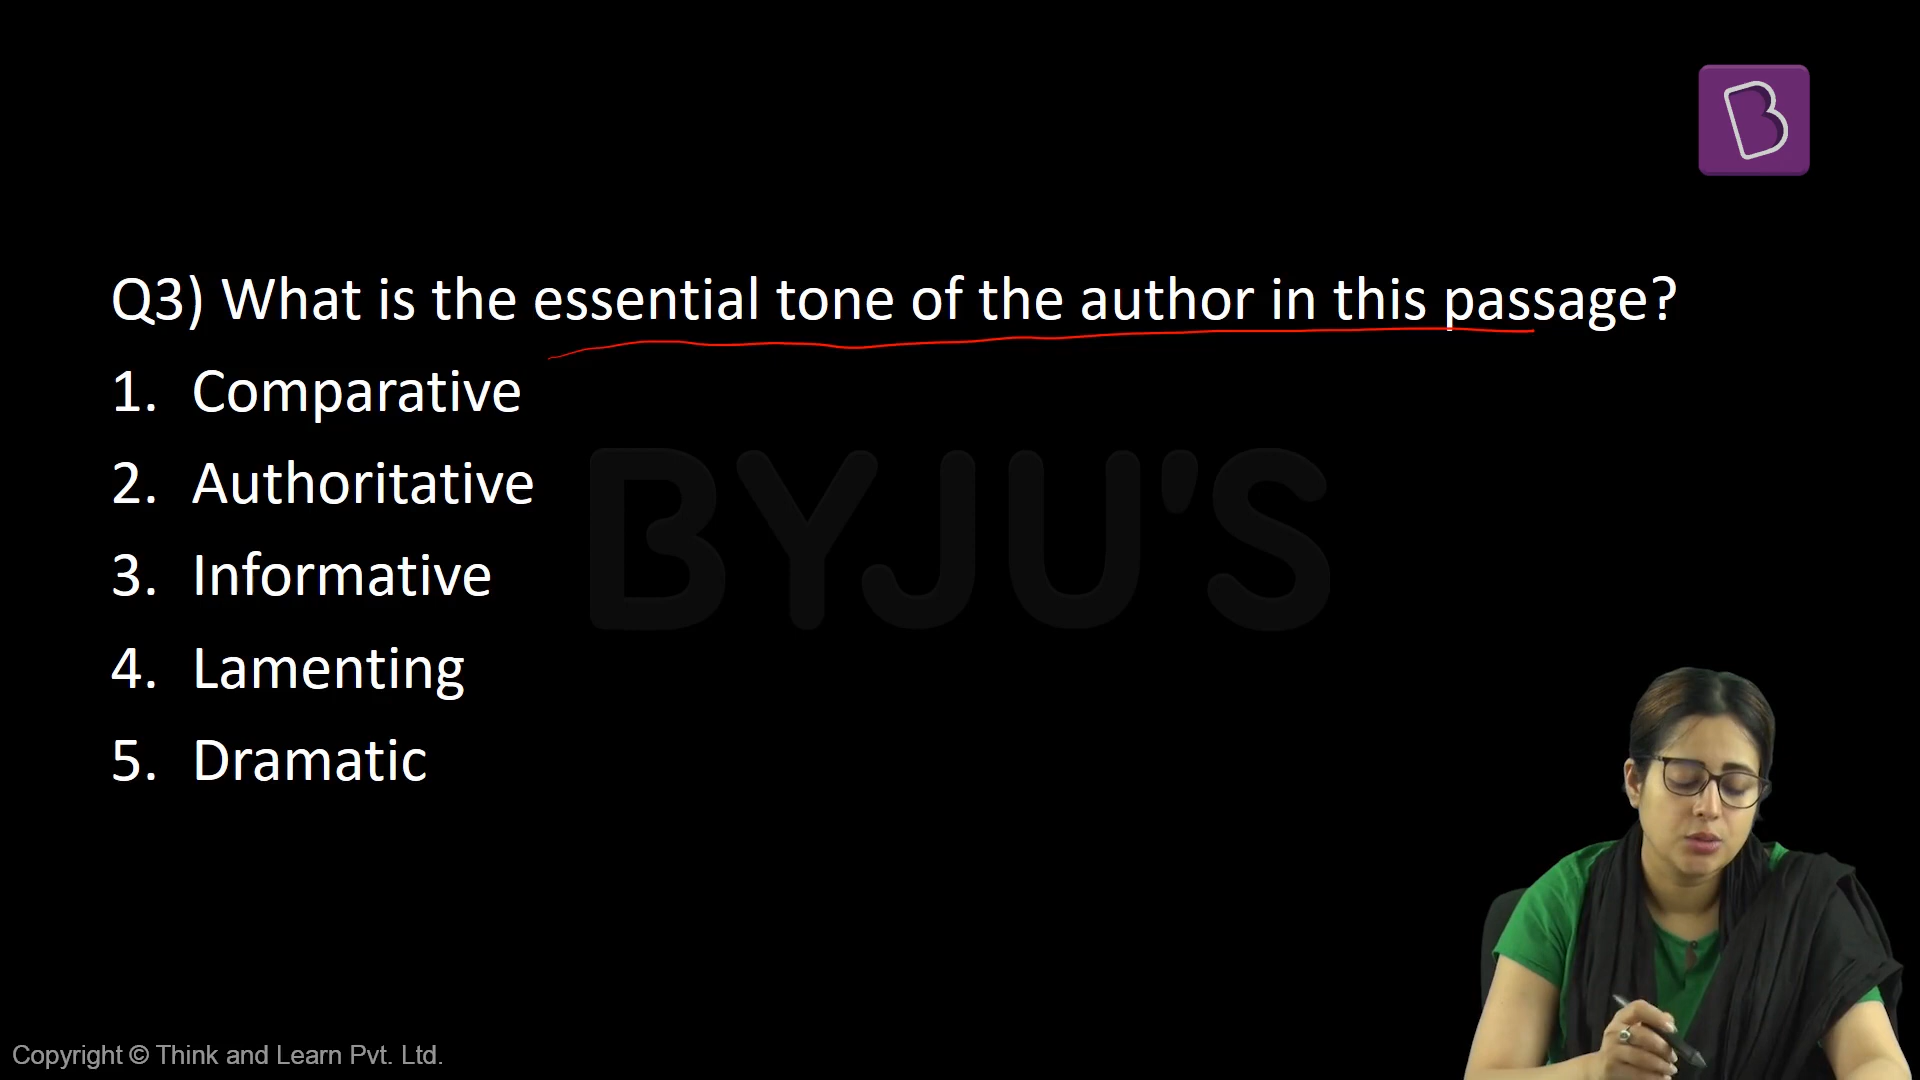 Q3) What is the essential tone of the author in this passage?
1. Comparative
2. Authoritative
3. Informative
4. Lamenting
5. Dramatic
BYJU'S
Copyright © Think and Learn Pvt. Ltd.